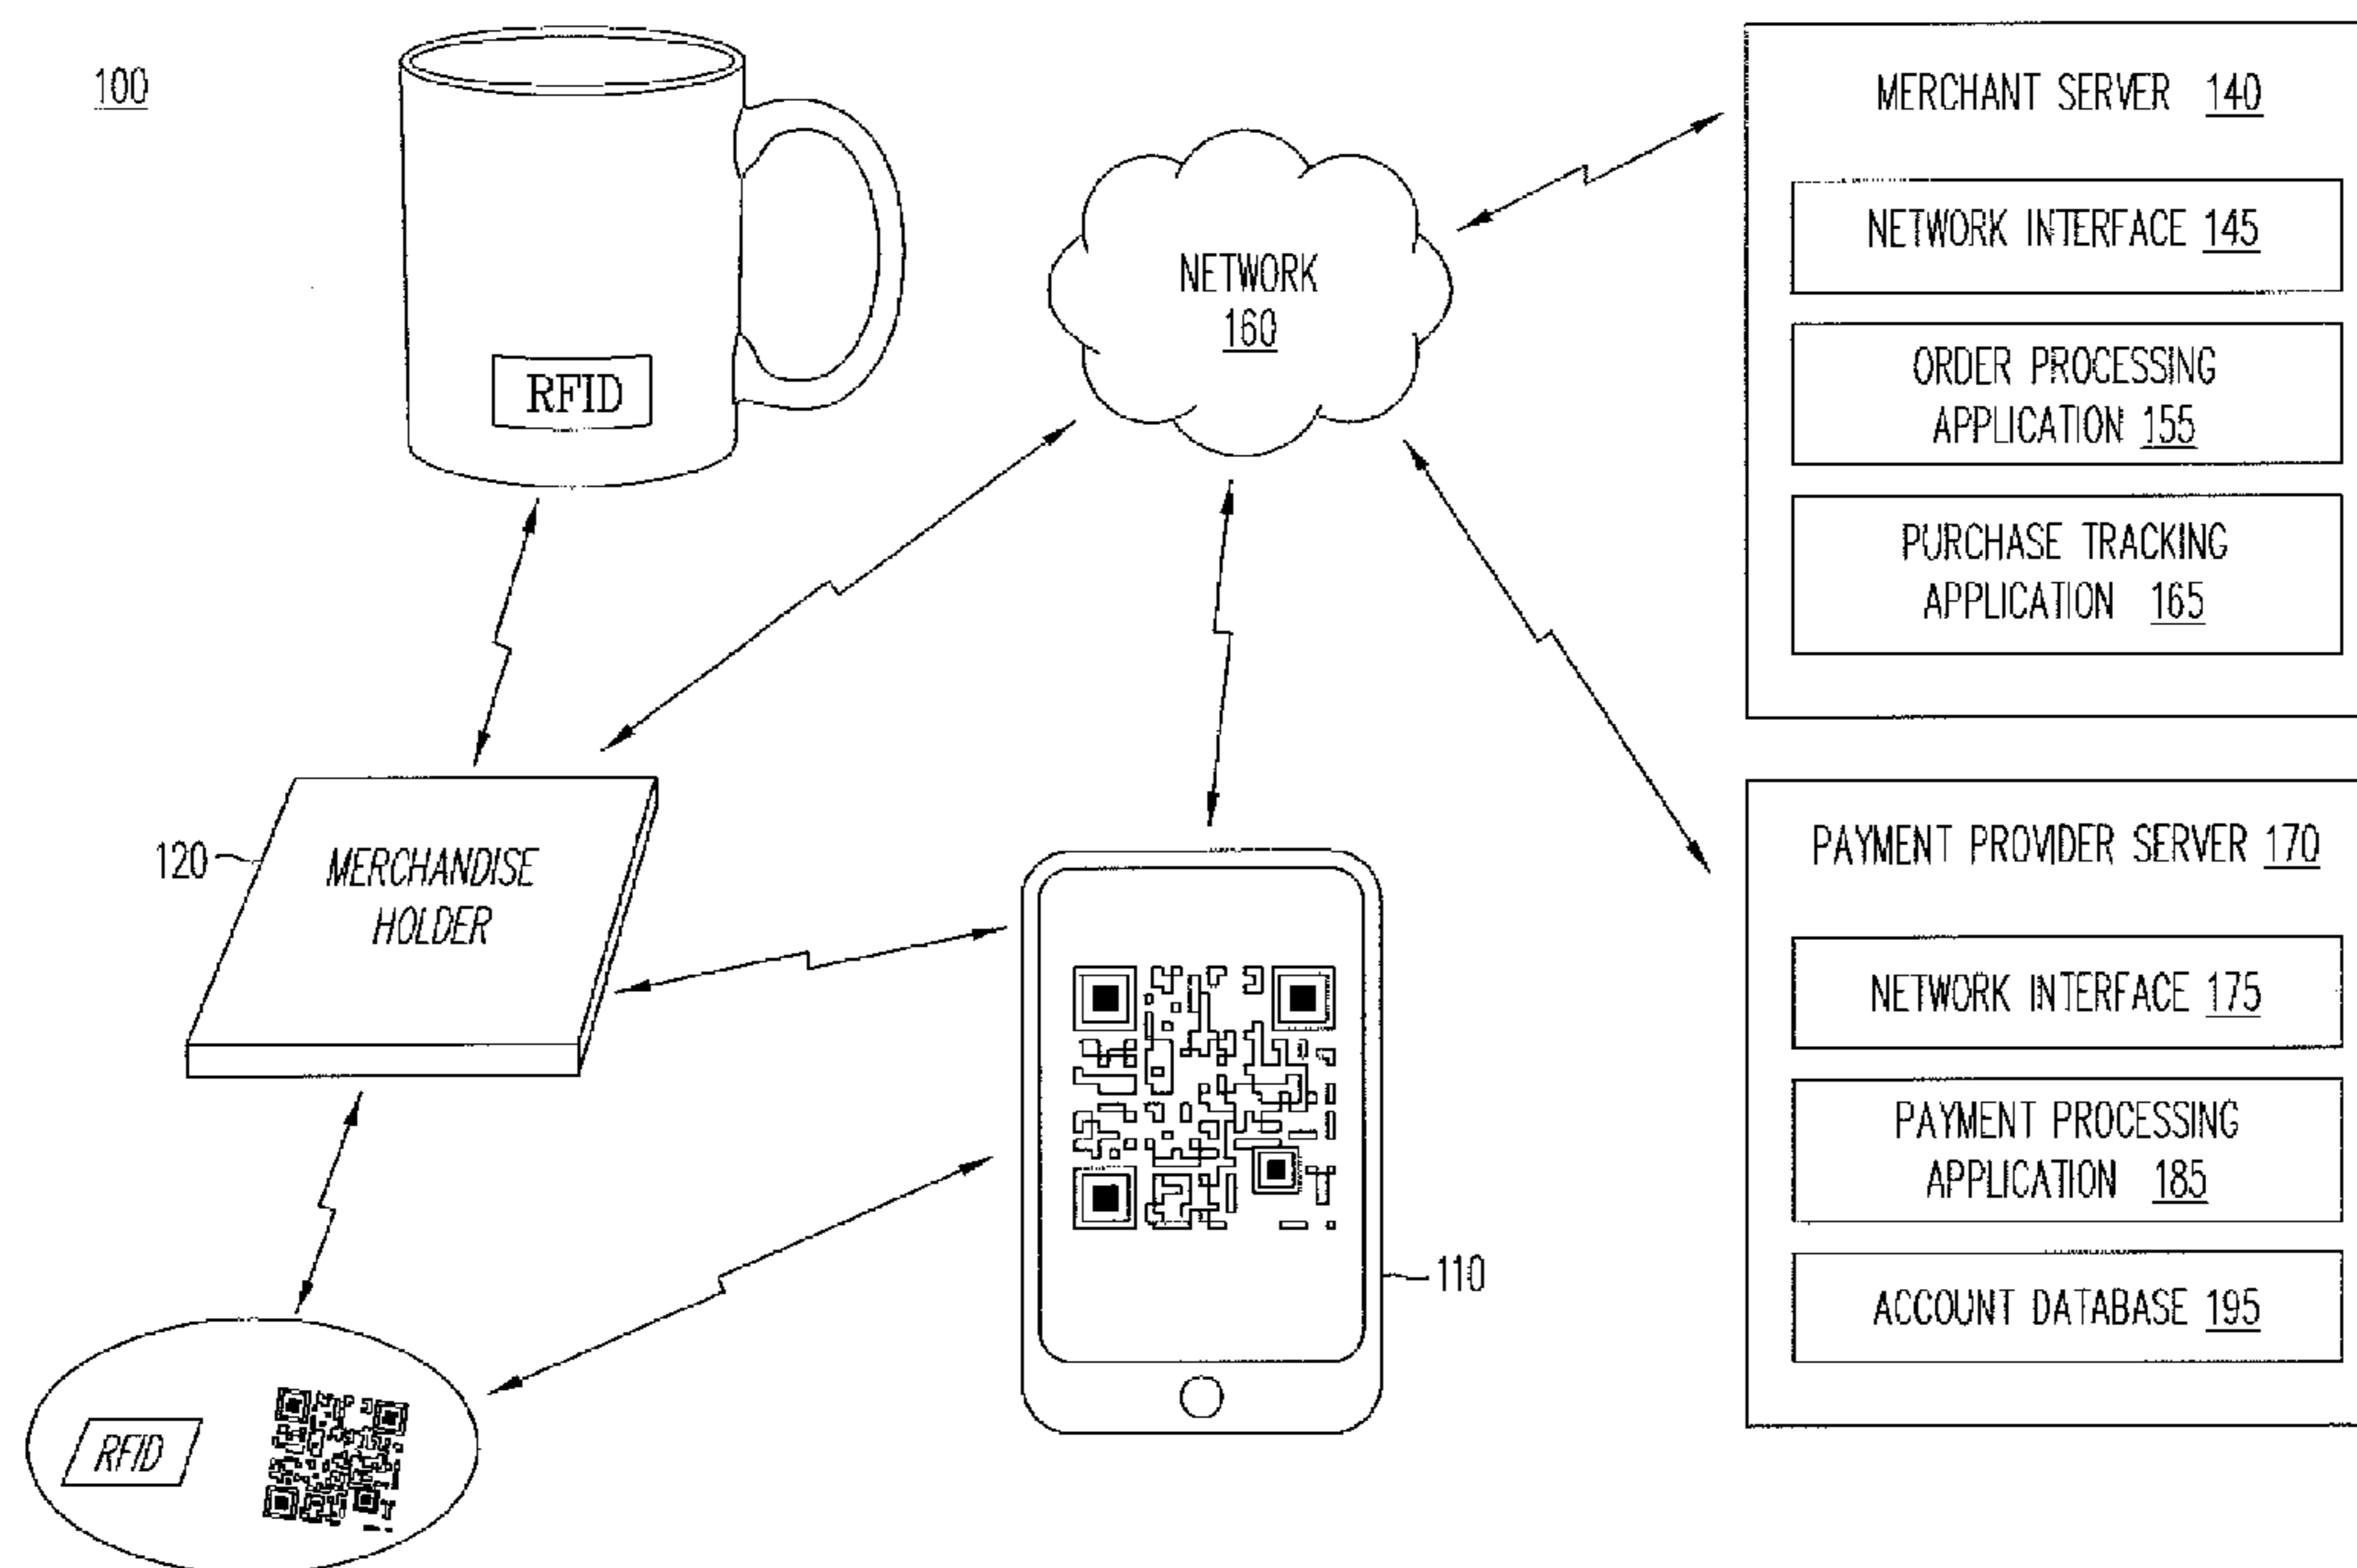 100
RFID
NETWORK
160
MERCHANT SERVER 140
NETWORK INTERFACE 145
ORDER PROCESSING
APPLICATION 155
PURCHASE TRACKING
APPLICATION 165
120
MERCHANDISE
HOLDER
110
PAYMENT PROVIDER SERVER 170
NETWORK INTERFACE 175
PAYMENT PROCESSING
APPLICATION 185
ACCOUNT DATABASE 195
RFID